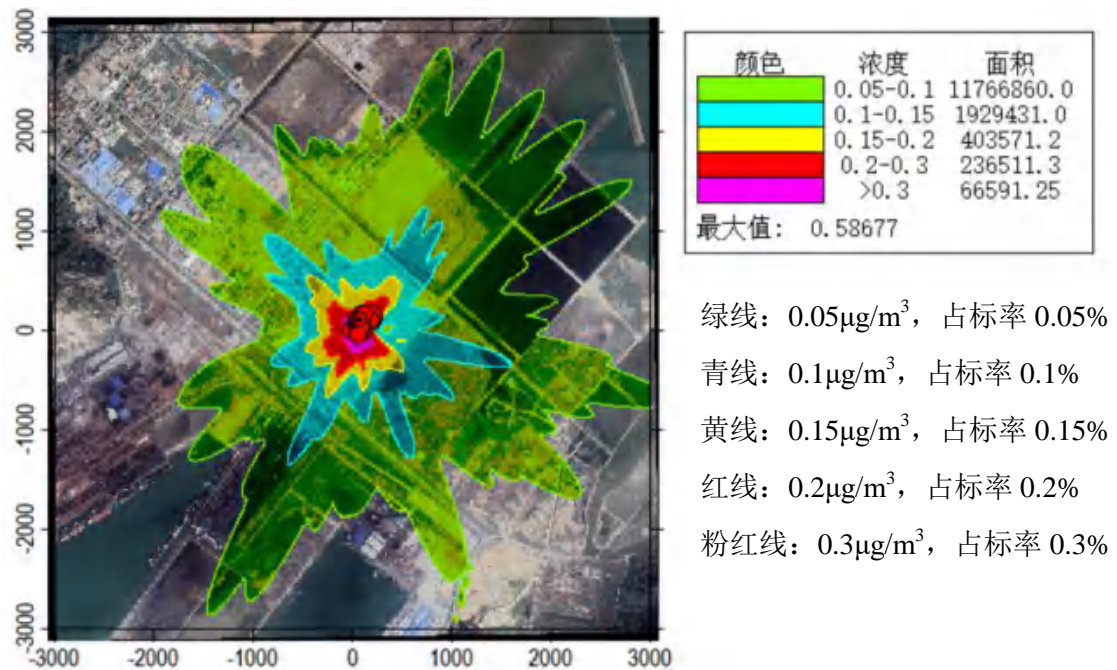 3000
2000
1000
0
-1000
-2000
-3000
-3000 -2000 -1000 0 1000 2000 3000
颜色 浓度 面积
0.05-0.1 11766860.0
0.1-0.15 1929431.0
0.15-0.2 403571.2
0.2-0.3 236511.3
>0.3 66591.25
最大值: 0.58677
绿线：0.05μg/m³，占标率 0.05%
青线：0.1μg/m³，占标率 0.1%
黄线：0.15μg/m³，占标率 0.15%
红线：0.2μg/m³，占标率 0.2%
粉红线：0.3μg/m³，占标率 0.3%